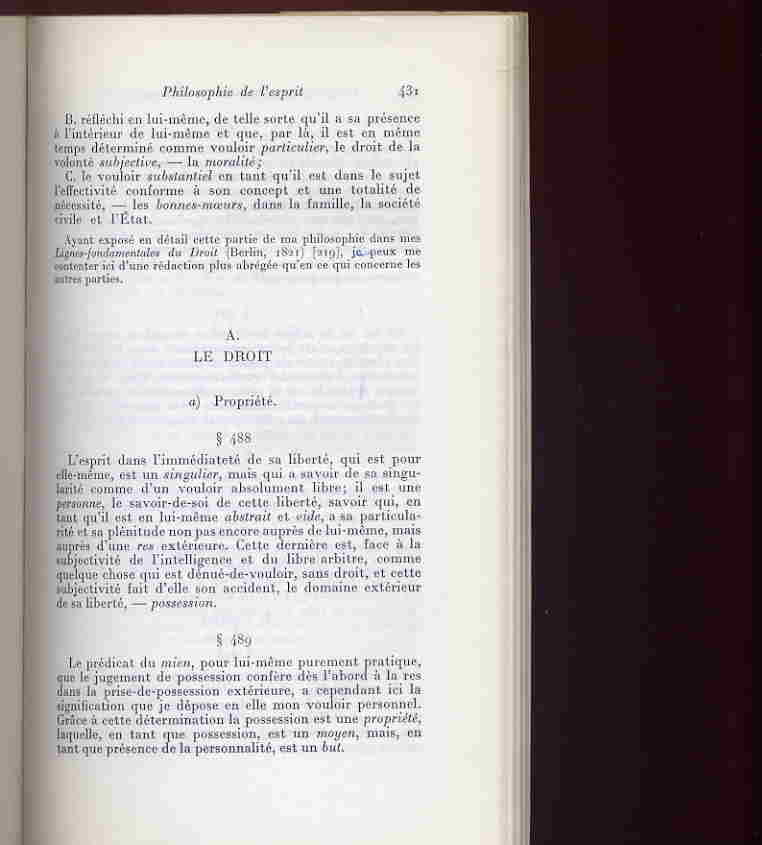 Philosophie de l'esprit 431
B. réfléchi en lui-même, de telle sorte qu'il a sa présence
à l'intérieur de lui-même et que, par là, il est en même
temps déterminé comme vouloir particulier, le droit de la
volonté subjective, — la moralité;
C. le vouloir substantiel en tant qu'il est dans le sujet
l'effectivité conforme à son concept et une totalité de
nécessité, — les bonnes-mœurs, dans la famille, la société
civile et l'État.
Ayant exposé en détail cette partie de ma philosophie dans mes
Lignes-fondamentales du Droit (Berlin, 1821) [219], je peux me
contenter ici d'une rédaction plus abrégée qu'en ce qui concerne les
autres parties.
A.
LE DROIT
a) Propriété.
§ 488
L'esprit dans l'immédiateté de sa liberté, qui est pour
elle-même, est un singulier, mais qui a savoir de sa singu-
larité comme d'un vouloir absolument libre; il est une
personne, le savoir-de-soi de cette liberté, savoir qui, en
tant qu'il est en lui-même abstrait et vide, a sa particula-
rité et sa plénitude non pas encore auprès de lui-même, mais
auprès d'une res extérieure. Cette dernière est, face à la
subjectivité de l'intelligence et du libre arbitre, comme
quelque chose qui est dénué-de-vouloir, sans droit, et cette
subjectivité fait d'elle son accident, le domaine extérieur
de sa liberté, — possession.
§ 489
Le prédicat du mien, pour lui-même purement pratique,
que le jugement de possession confère dès l'abord à la res
dans la prise-de-possession extérieure, a cependant ici la
signification que je dépose en elle mon vouloir personnel.
Grâce à cette détermination la possession est une propriété,
laquelle, en tant que possession, est un moyen, mais, en
tant que présence de la personnalité, est un but.